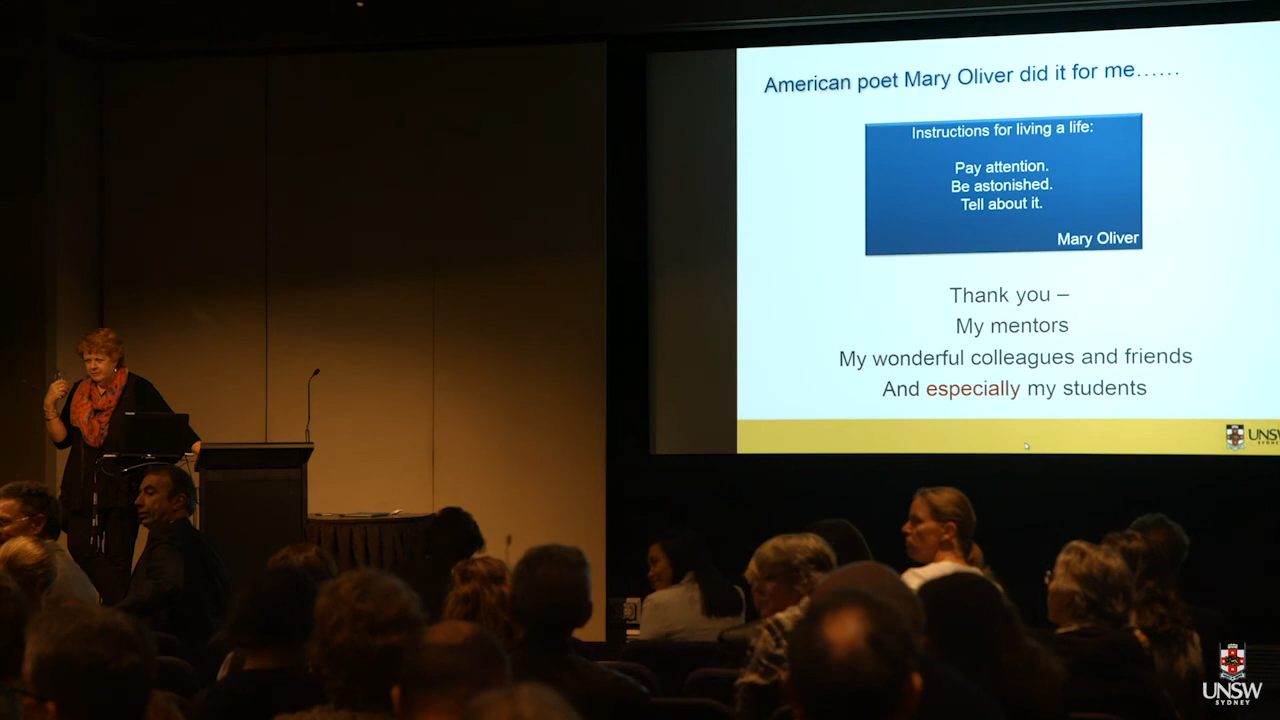 American poet Mary Oliver did it for me……
Instructions for living a life:
Pay attention.
Be astonished.
Tell about it.
Mary Oliver
Thank you –
My mentors
My wonderful colleagues and friends
And especially my students
UNSW
UNSW
SYDNEY